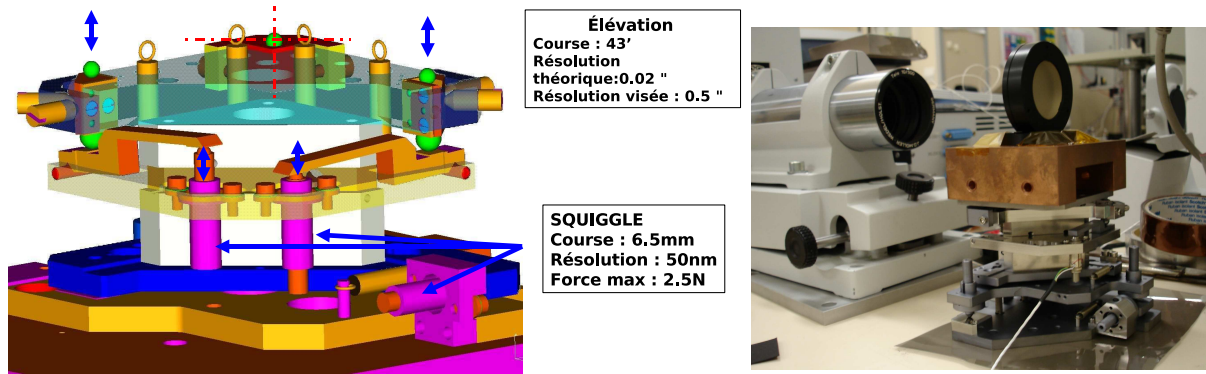 Élévation
Course : 43’
Résolution
théorique:0.02 "
Résolution visée : 0.5 "
SQUIGGLE
Course : 6.5mm
Résolution : 50nm
Force max : 2.5N